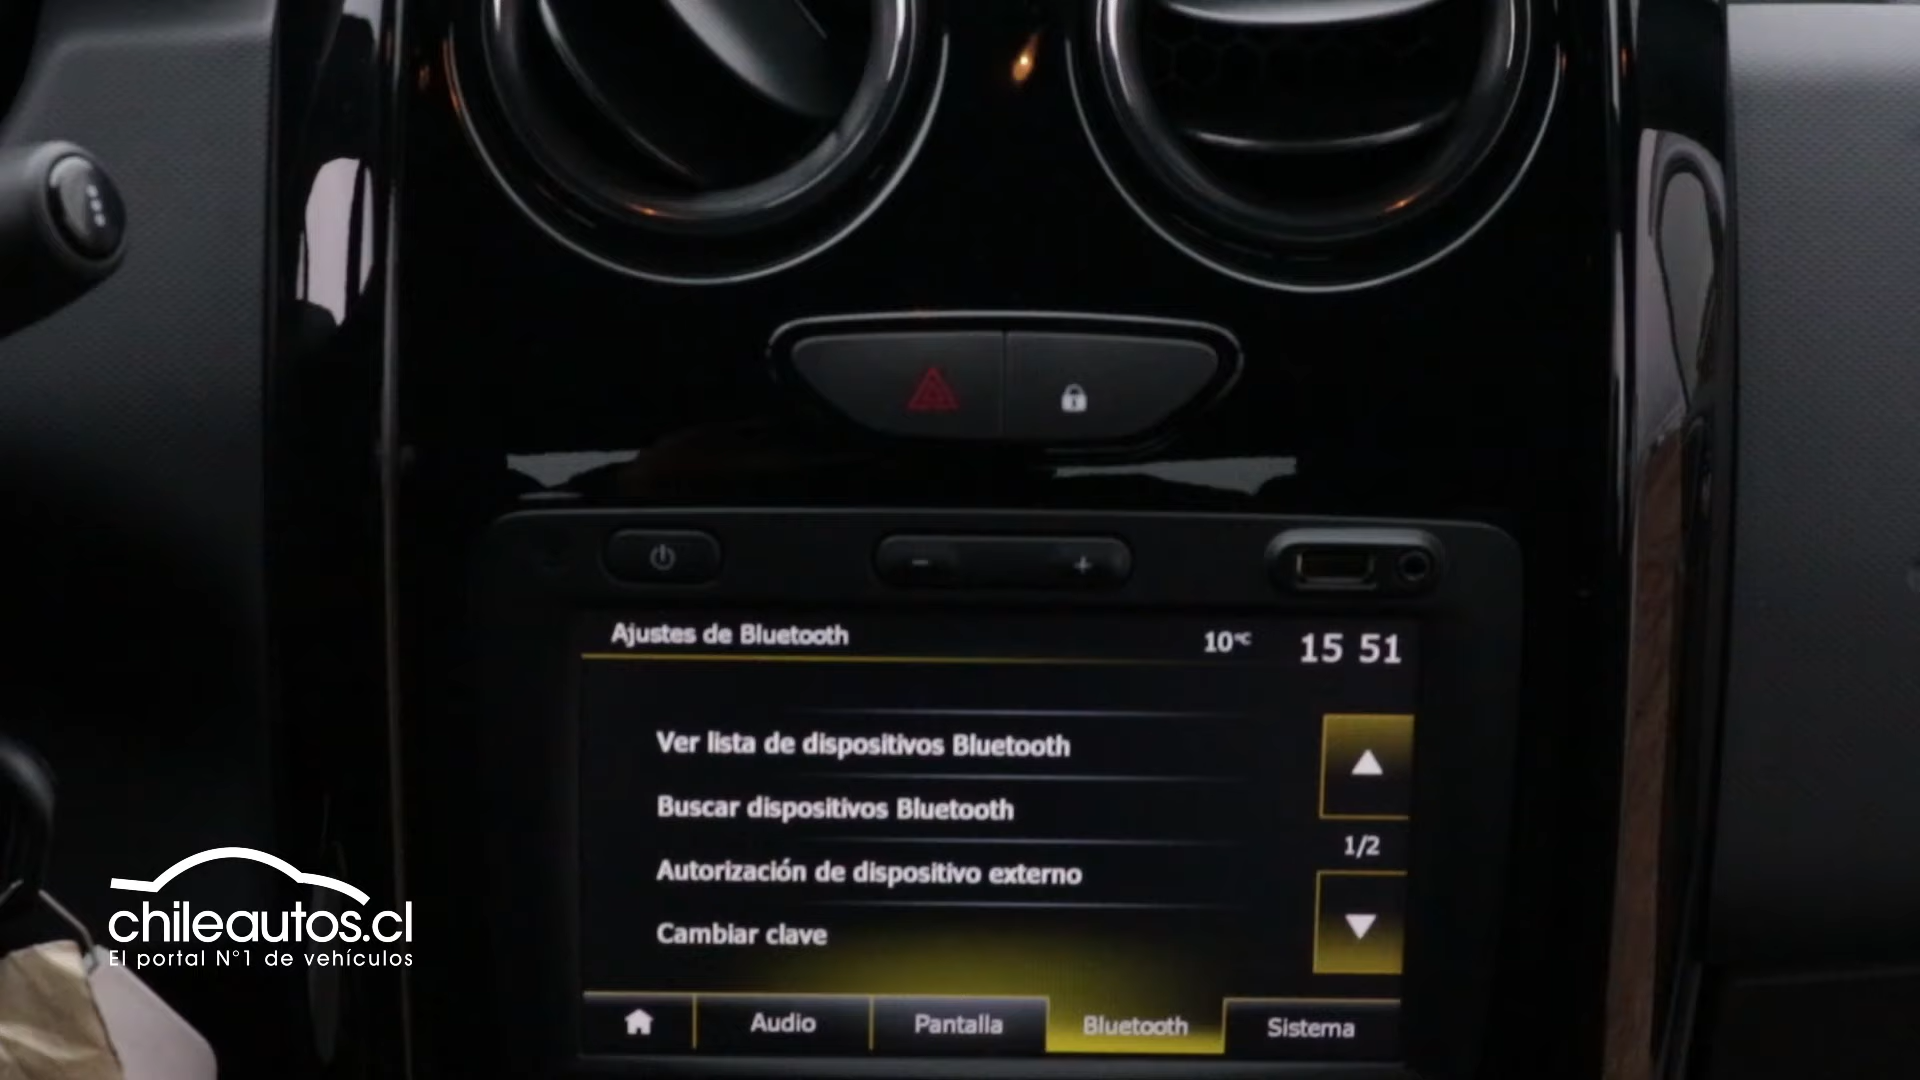 Ajustes de Bluetooth
10°C
15 51
Ver lista de dispositivos Bluetooth
Buscar dispositivos Bluetooth
Autorización de dispositivo externo
Cambiar clave
1/2
Audio
Pantalla
Bluetooth
Sistema
chileautos.cl
El portal N°1 de vehículos